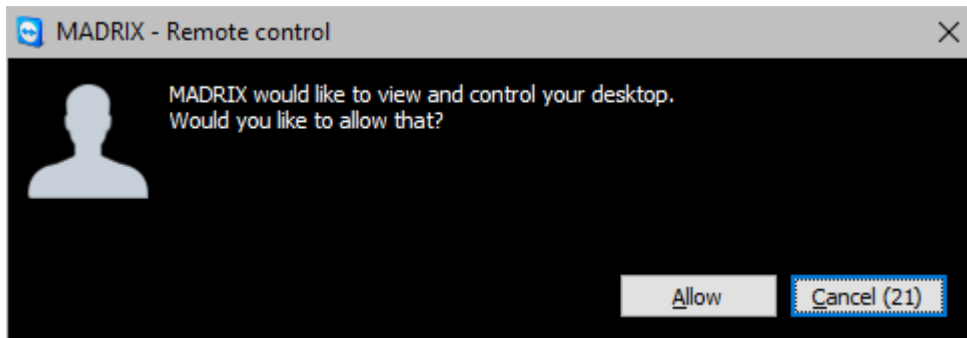 MADRIX - Remote control
MADRIX would like to view and control your desktop.
Would you like to allow that?
Allow
Cancel (21)